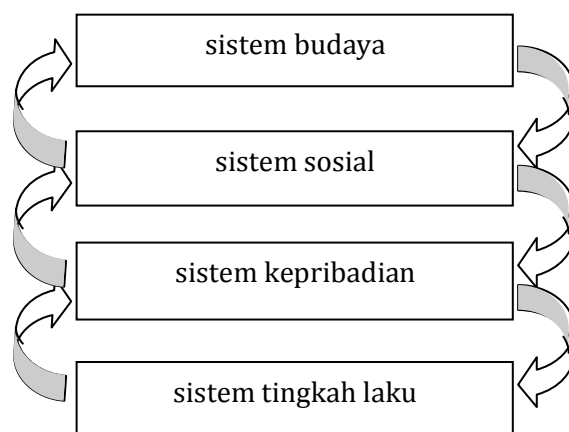 sistem budaya
sistem sosial
sistem kepribadian
sistem tingkah laku